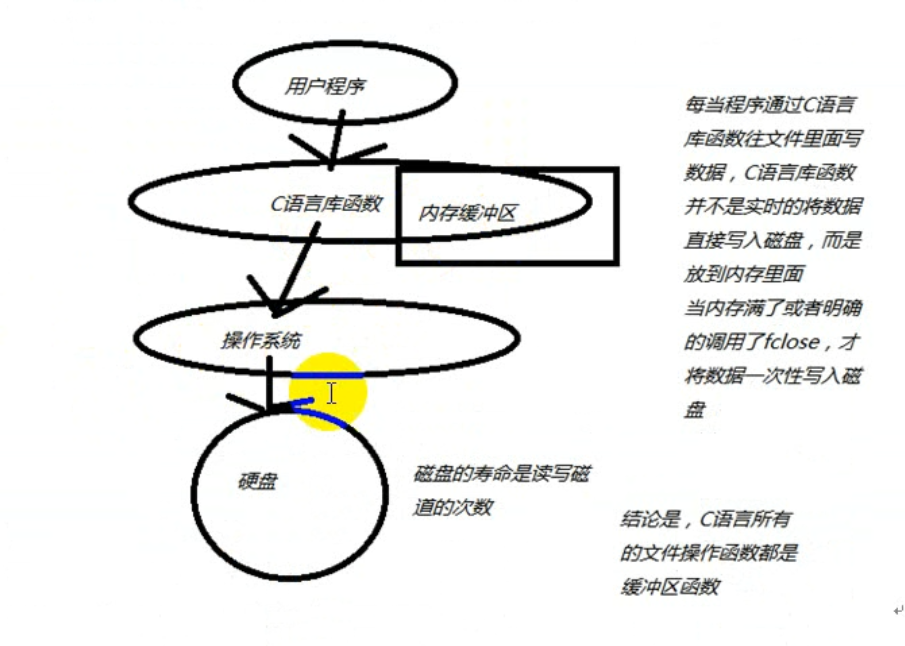 用户程序
C语言库函数
内存缓冲区
操作系统
硬盘
每当程序通过C语言
库函数往文件里面写
数据，C语言库函数
并不是实时的将数据
直接写入磁盘，而是
放到内存里面
当内存满了或者明确
的调用了fclose，才
将数据一次性写入磁
盘
磁盘的寿命是读写磁
道的次数
结论是，C语言所有
的文件操作函数都是
缓冲区函数